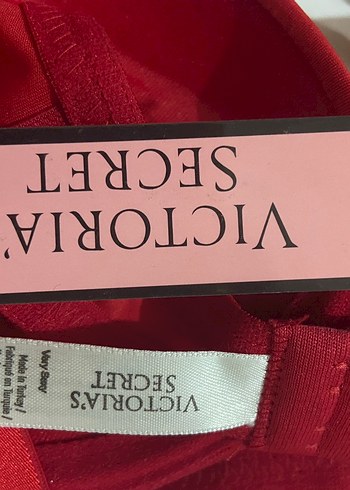 VICTORIA'
SECRET
VICTORIA'S
SECRET
Very Sexy
Made in Turkey /
Fabriqué en Turquie /